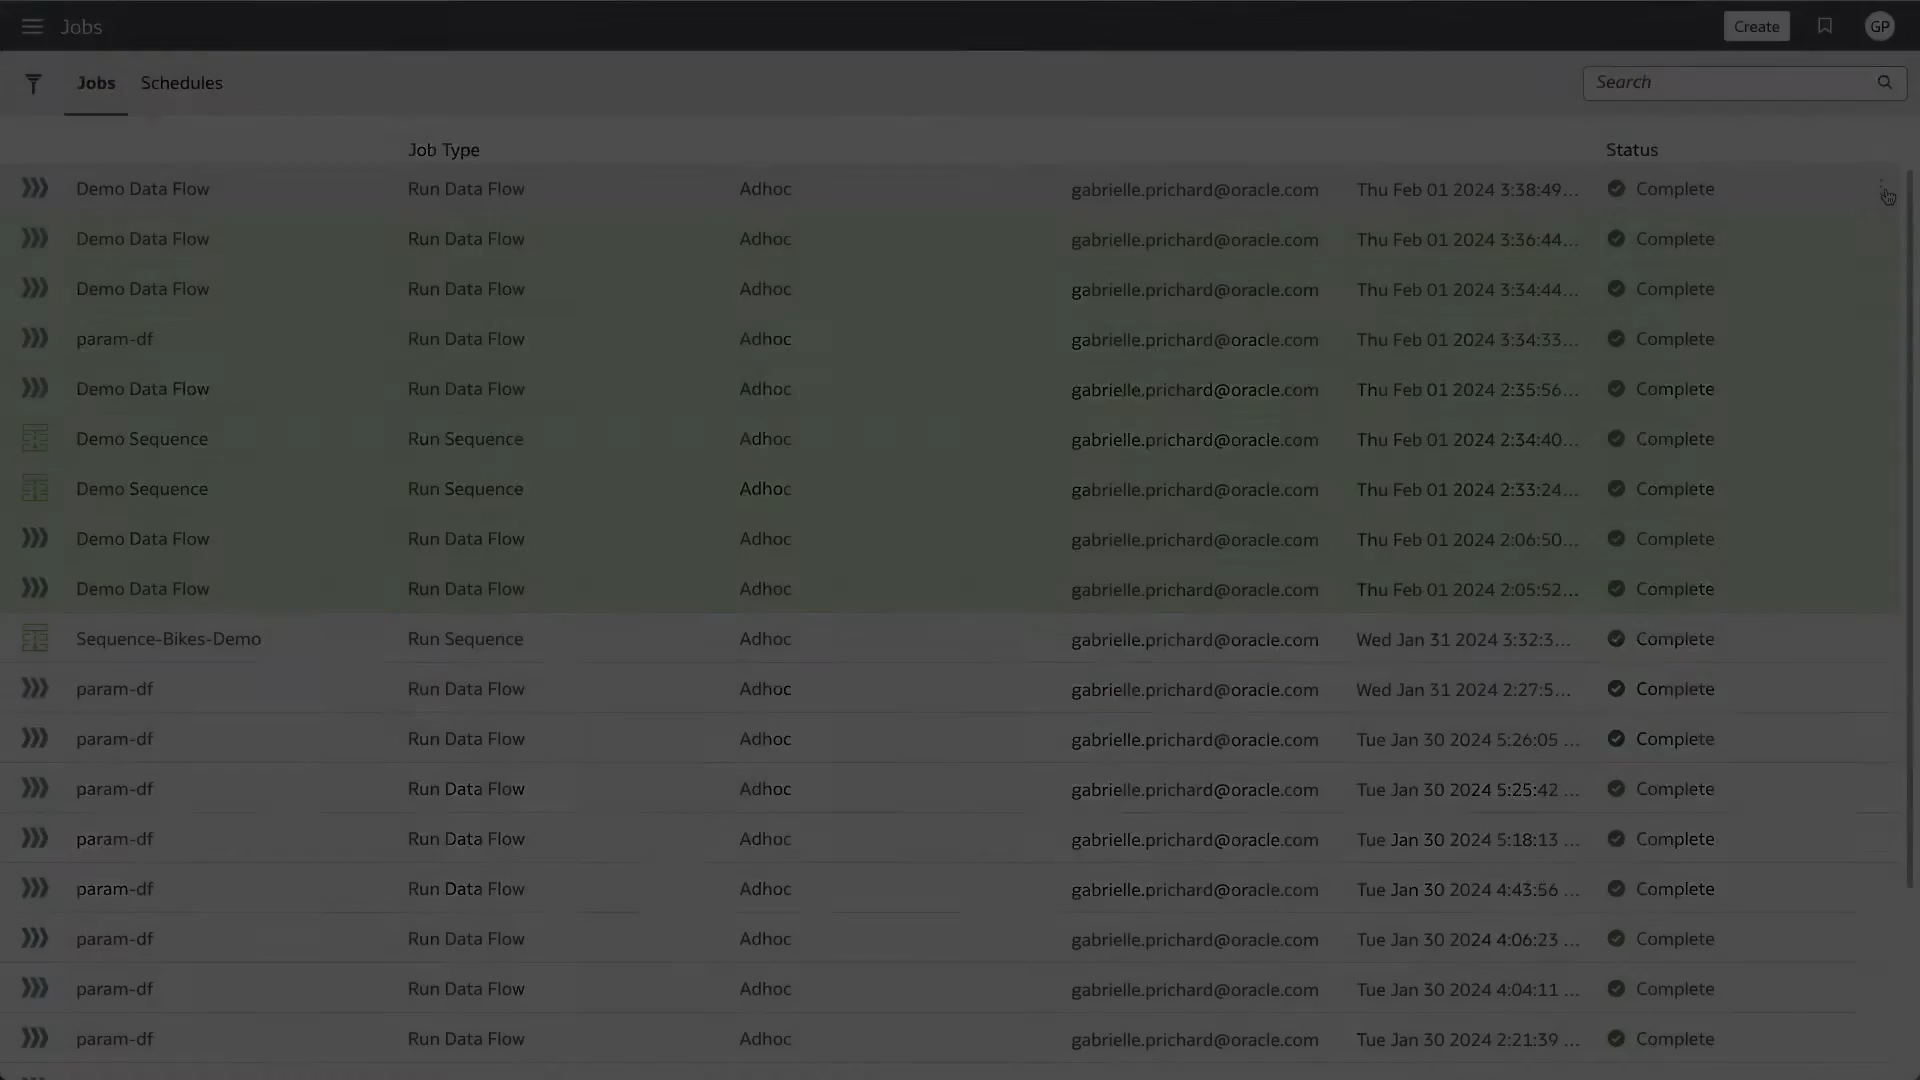 Jobs Create GP
Jobs Schedules Search
Job Type Status
Demo Data Flow Run Data Flow Adhoc gabrielle.prichard@oracle.com Thu Feb 01 2024 3:38:49... Complete
Demo Data Flow Run Data Flow Adhoc gabrielle.prichard@oracle.com Thu Feb 01 2024 3:36:44... Complete
Demo Data Flow Run Data Flow Adhoc gabrielle.prichard@oracle.com Thu Feb 01 2024 3:34:44... Complete
param-df Run Data Flow Adhoc gabrielle.prichard@oracle.com Thu Feb 01 2024 3:34:33... Complete
Demo Data Flow Run Data Flow Adhoc gabrielle.prichard@oracle.com Thu Feb 01 2024 2:35:56... Complete
Demo Sequence Run Sequence Adhoc gabrielle.prichard@oracle.com Thu Feb 01 2024 2:34:40... Complete
Demo Sequence Run Sequence Adhoc gabrielle.prichard@oracle.com Thu Feb 01 2024 2:33:24... Complete
Demo Data Flow Run Data Flow Adhoc gabrielle.prichard@oracle.com Thu Feb 01 2024 2:06:50... Complete
Demo Data Flow Run Data Flow Adhoc gabrielle.prichard@oracle.com Thu Feb 01 2024 2:05:52... Complete
Sequence-Bikes-Demo Run Sequence Adhoc gabrielle.prichard@oracle.com Wed Jan 31 2024 3:32:3... Complete
param-df Run Data Flow Adhoc gabrielle.prichard@oracle.com Wed Jan 31 2024 2:27:5... Complete
param-df Run Data Flow Adhoc gabrielle.prichard@oracle.com Tue Jan 30 2024 5:26:05 ... Complete
param-df Run Data Flow Adhoc gabrielle.prichard@oracle.com Tue Jan 30 2024 5:25:42 ... Complete
param-df Run Data Flow Adhoc gabrielle.prichard@oracle.com Tue Jan 30 2024 5:18:13 ... Complete
param-df Run Data Flow Adhoc gabrielle.prichard@oracle.com Tue Jan 30 2024 4:43:56 ... Complete
param-df Run Data Flow Adhoc gabrielle.prichard@oracle.com Tue Jan 30 2024 4:06:23 ... Complete
param-df Run Data Flow Adhoc gabrielle.prichard@oracle.com Tue Jan 30 2024 4:04:11 ... Complete
param-df Run Data Flow Adhoc gabrielle.prichard@oracle.com Tue Jan 30 2024 2:21:39 ... Complete